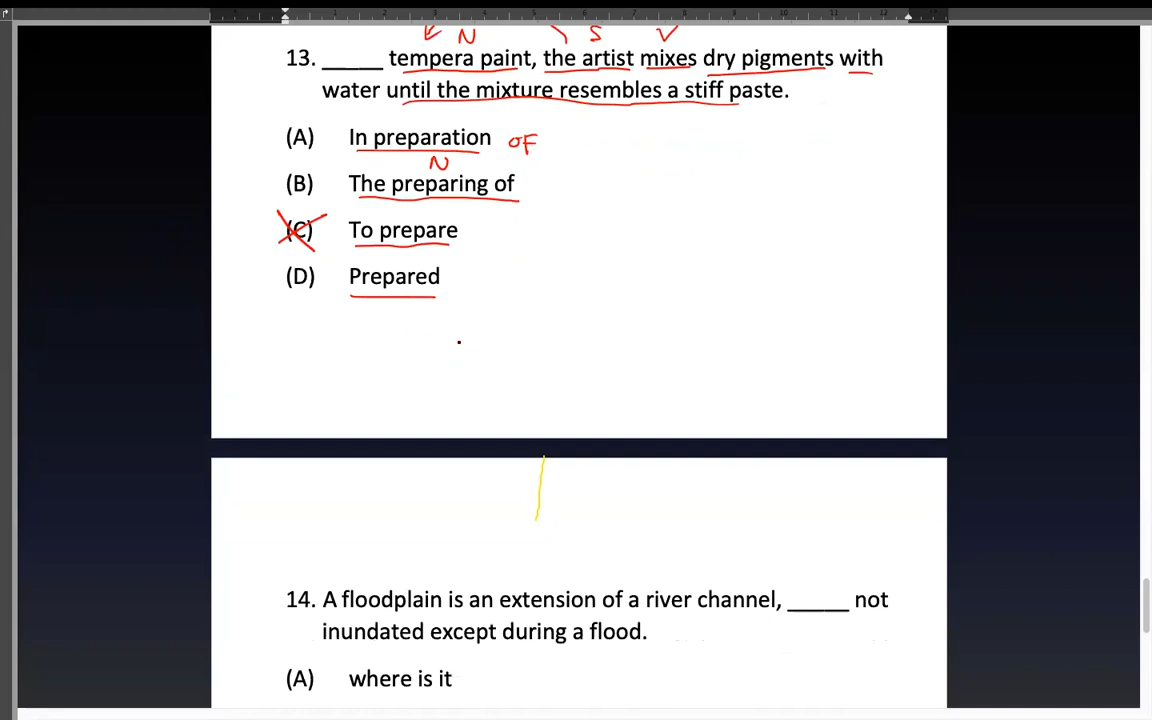 N S V
13. _____ tempera paint, the artist mixes dry pigments with
water until the mixture resembles a stiff paste.
(A) In preparation OF
N
(B) The preparing of
(C) To prepare
(D) Prepared
14. A floodplain is an extension of a river channel, _____ not
inundated except during a flood.
(A) where is it